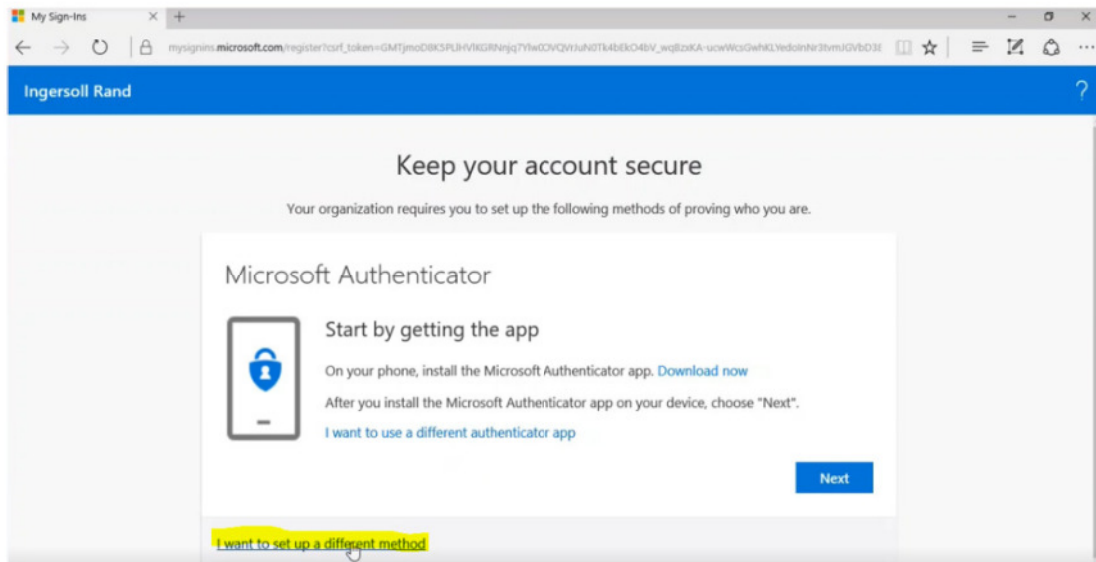 My Sign-Ins
Ingersoll Rand
?
Keep your account secure
Your organization requires you to set up the following methods of proving who you are.
Microsoft Authenticator
Start by getting the app
On your phone, install the Microsoft Authenticator app. Download now
After you install the Microsoft Authenticator app on your device, choose "Next".
I want to use a different authenticator app
Next
I want to set up a different method